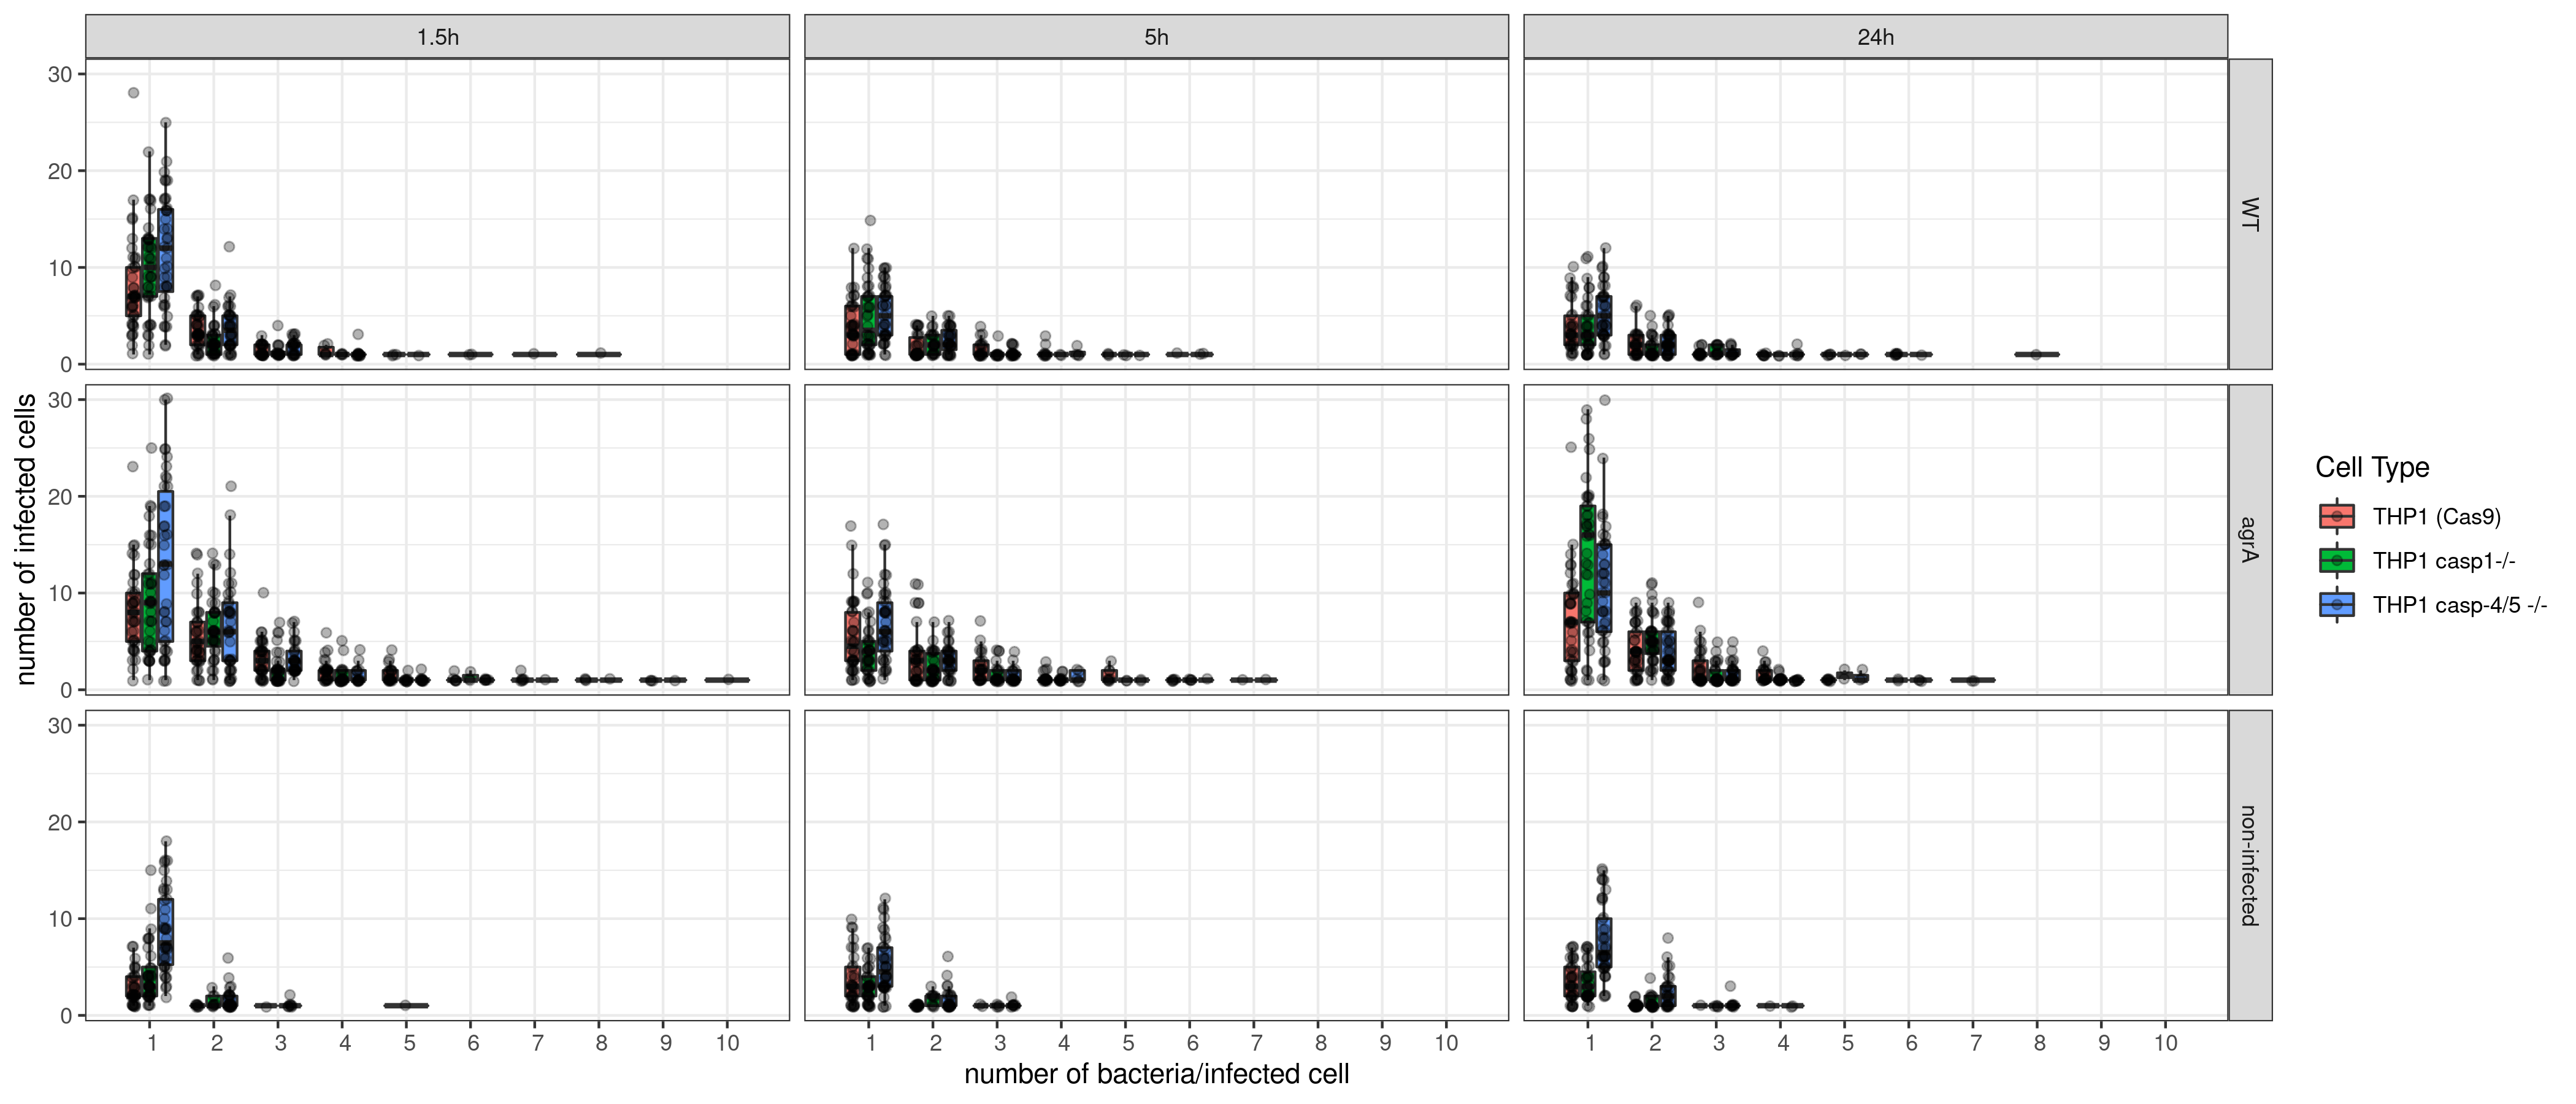 1.5h
5h
24h
30
20
10
0
WT
30
20
10
0
agrA
30
20
10
0
non-infected
1 2 3 4 5 6 7 8 9 10
1 2 3 4 5 6 7 8 9 10
1 2 3 4 5 6 7 8 9 10
number of bacteria/infected cell
number of infected cells
Cell Type
THP1 (Cas9)
THP1 casp1-/-
THP1 casp-4/5 -/-